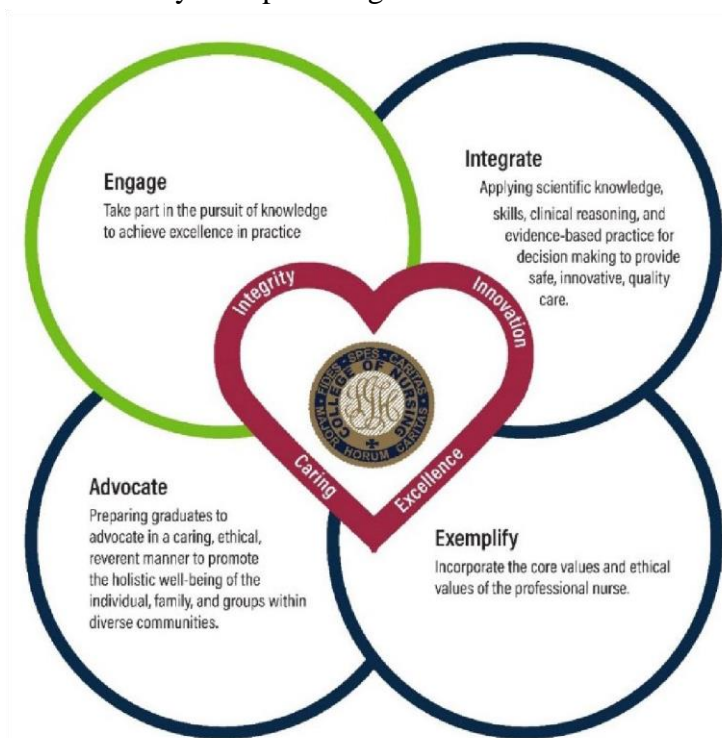 Engage
Take part in the pursuit of knowledge
to achieve excellence in practice
Integrate
Applying scientific knowledge,
skills, clinical reasoning, and
evidence-based practice for
decision making to provide
safe, innovative, quality
care.
Integrity
Innovation
FIDES · SPES · CARITAS
COLLEGE OF NURSING
MAJOR HORUM CARITAS
Caring
Excellence
Advocate
Preparing graduates to
advocate in a caring, ethical,
reverent manner to promote
the holistic well-being of the
individual, family, and groups within
diverse communities.
Exemplify
Incorporate the core values and ethical
values of the professional nurse.